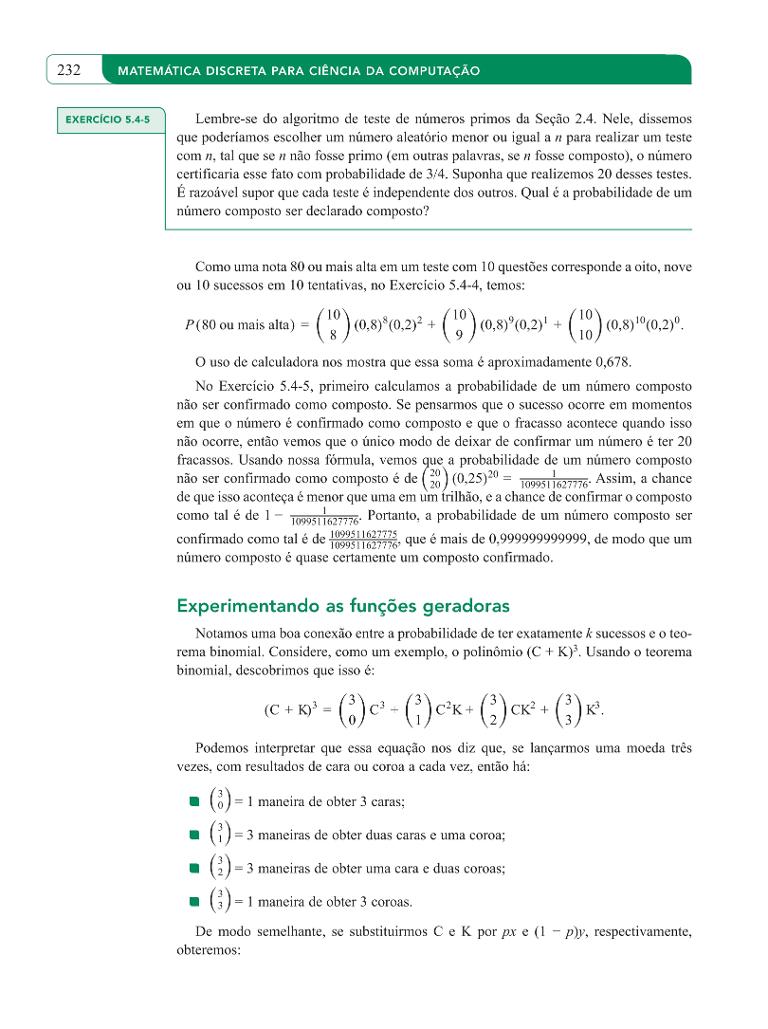 232
MATEMÁTICA DISCRETA PARA CIÊNCIA DA COMPUTAÇÃO
EXERCÍCIO 5.4-5
Lembre-se do algoritmo de teste de números primos da Seção 2.4. Nele, dissemos
que poderíamos escolher um número aleatório menor ou igual a n para realizar um teste
com n, tal que se n não fosse primo (em outras palavras, se n fosse composto), o número
certificaria esse fato com probabilidade de 3/4. Suponha que realizemos 20 desses testes.
É razoável supor que cada teste é independente dos outros. Qual é a probabilidade de um
número composto ser declarado composto?
Como uma nota 80 ou mais alta em um teste com 10 questões corresponde a oito, nove
ou 10 sucessos em 10 tentativas, no Exercício 5.4-4, temos:
P(80 ou mais alta) = (10 8) (0,8)^8(0,2)^2 + (10 9) (0,8)^9(0,2)^1 + (10 10) (0,8)^10(0,2)^0.
O uso de calculadora nos mostra que essa soma é aproximadamente 0,678.
No Exercício 5.4-5, primeiro calculamos a probabilidade de um número composto
não ser confirmado como composto. Se pensarmos que o sucesso ocorre em momentos
em que o número é confirmado como composto e que o fracasso acontece quando isso
não ocorre, então vemos que o único modo de deixar de confirmar um número é ter 20
fracassos. Usando nossa fórmula, vemos que a probabilidade de um número composto
não ser confirmado como composto é de (20 20) (0,25)^20 = 1/1099511627776. Assim, a chance
de que isso aconteça é menor que uma em um trilhão, e a chance de confirmar o composto
como tal é de 1 − 1/1099511627776. Portanto, a probabilidade de um número composto ser
confirmado como tal é de 1099511627775/1099511627776, que é mais de 0,999999999999, de modo que um
número composto é quase certamente um composto confirmado.
Experimentando as funções geradoras
Notamos uma boa conexão entre a probabilidade de ter exatamente k sucessos e o teo-
rema binomial. Considere, como um exemplo, o polinômio (C + K)^3. Usando o teorema
binomial, descobrimos que isso é:
(C + K)^3 = (3 0) C^3 + (3 1) C^2K + (3 2) CK^2 + (3 3) K^3.
Podemos interpretar que essa equação nos diz que, se lançarmos uma moeda três
vezes, com resultados de cara ou coroa a cada vez, então há:
■ (3 0) = 1 maneira de obter 3 caras;
■ (3 1) = 3 maneiras de obter duas caras e uma coroa;
■ (3 2) = 3 maneiras de obter uma cara e duas coroas;
■ (3 3) = 1 maneira de obter 3 coroas.
De modo semelhante, se substituirmos C e K por px e (1 − p)y, respectivamente,
obteremos: